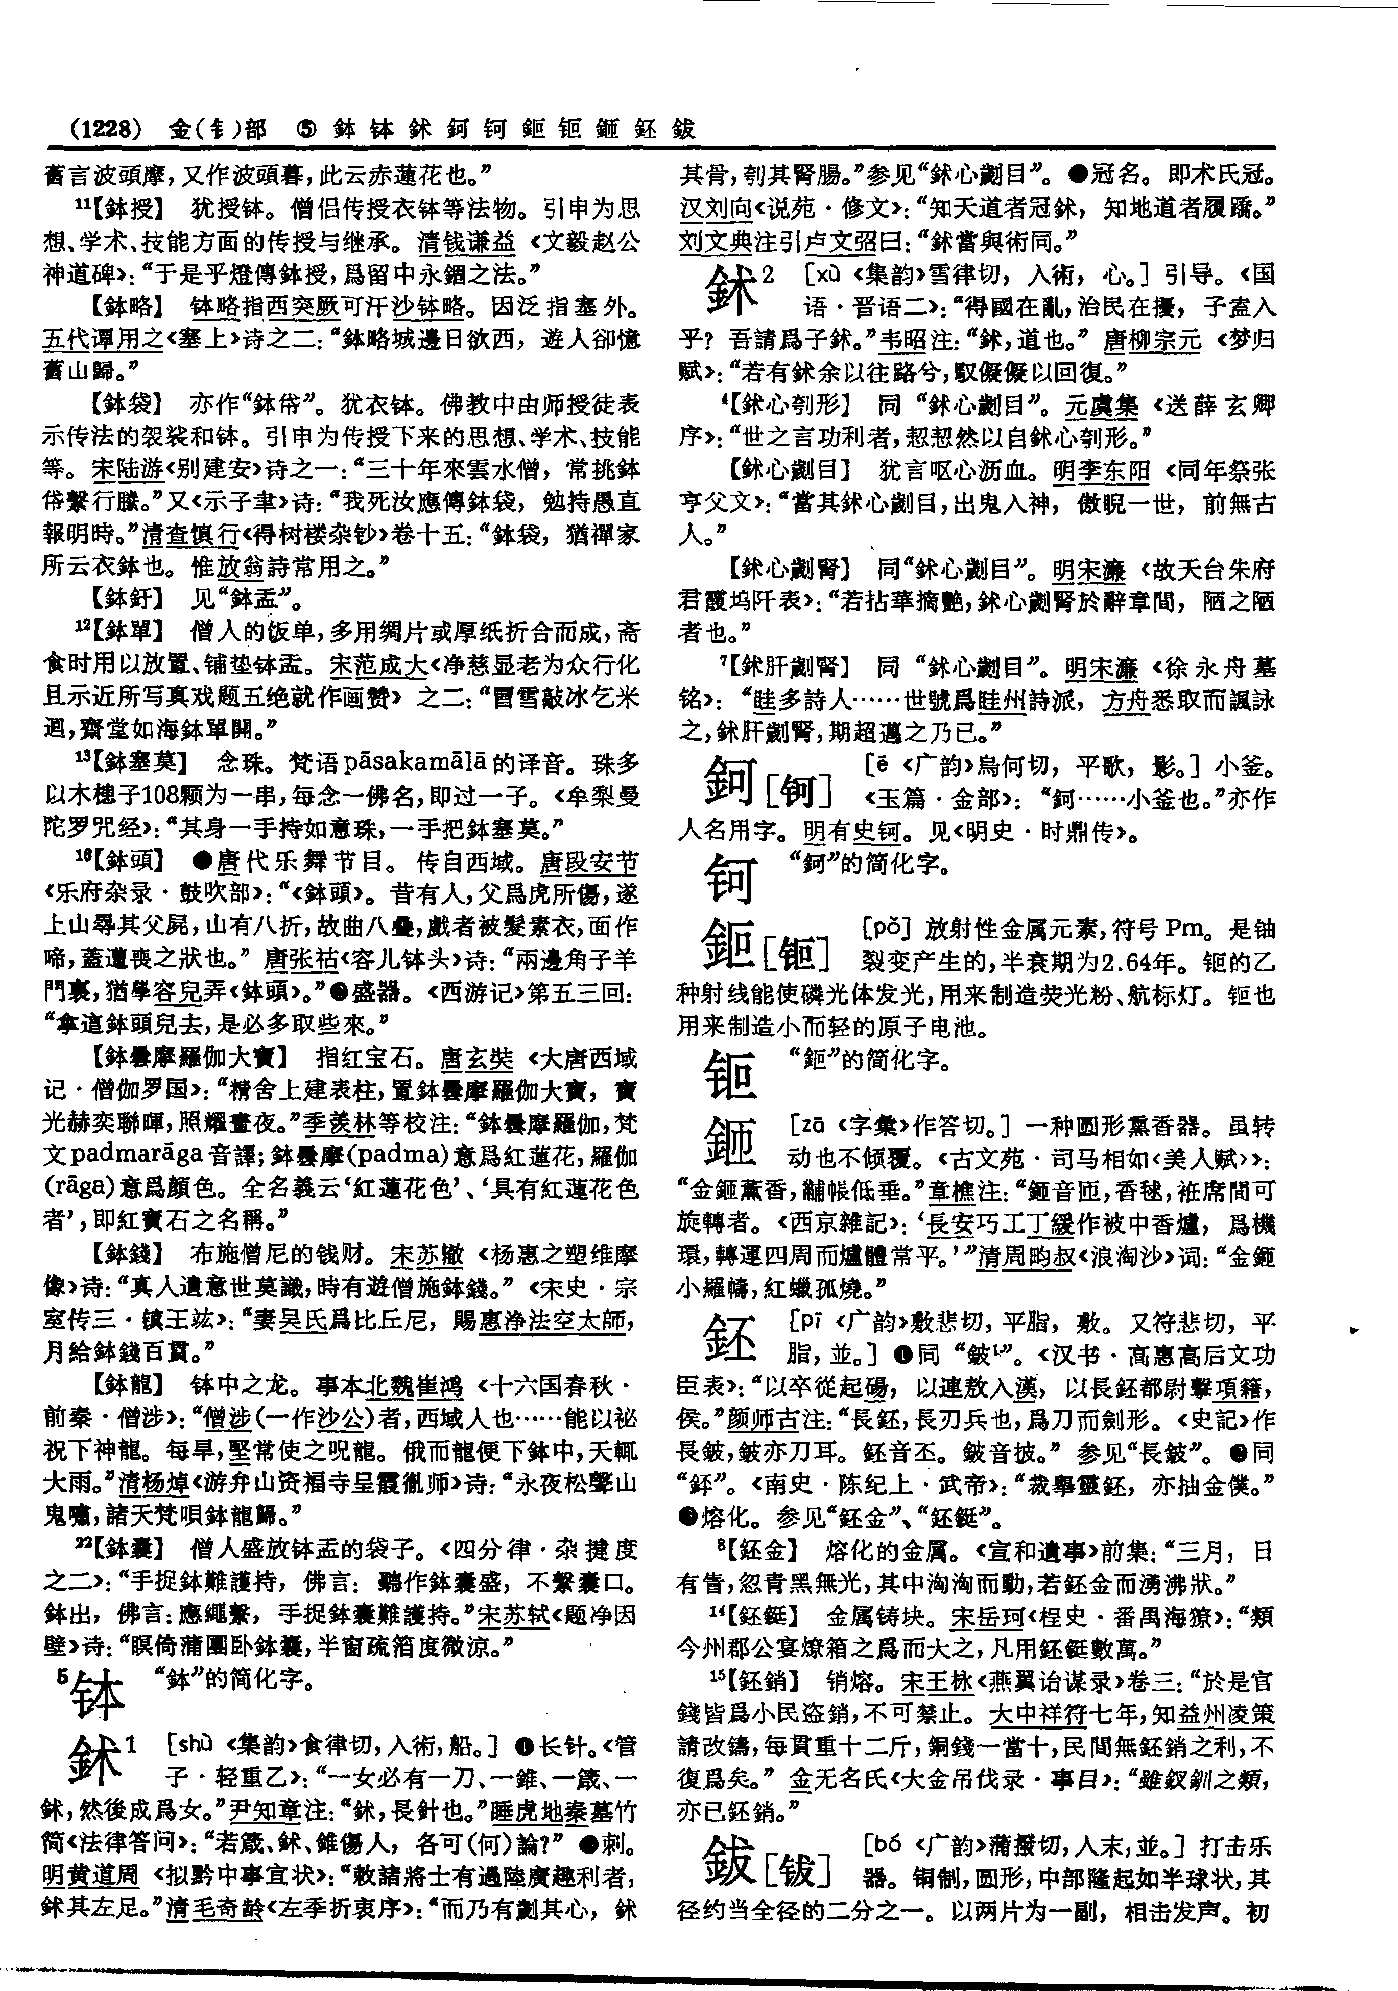 (1228) 金(钅)部 ⑤ 鉢 钵 鉥 鈳 钶 鉕 钷 鉔 鉟 鈸
舊言波頭摩，又作波頭暮，此云赤蓮花也。”
¹¹【鉢授】 犹授钵。僧侣传授衣钵等法物。引申为思
想、学术、技能方面的传授与继承。清钱谦益《文毅赵公
神道碑》：“于是乎燈傳鉢授，爲留中永錮之法。”
【鉢略】 钵略指西突厥可汗沙钵略。因泛指塞外。
五代谭用之《塞上》诗之二：“鉢略城邊日欲西，遊人卻憶
舊山歸。”
【鉢袋】 亦作“鉢帒”。犹衣钵。佛教中由师授徒表
示传法的袈裟和钵。引申为传授下来的思想、学术、技能
等。宋陆游《别建安》诗之一：“三十年來雲水僧，常挑鉢
帒繫行縢。”又《示子聿》诗：“我死汝應傳鉢袋，勉持愚直
報明時。”清查慎行《得树楼杂钞》卷十五：“鉢袋，猶禪家
所云衣鉢也。惟放翁詩常用之。”
【鉢釪】 见“鉢盂”。
¹²【鉢單】 僧人的饭单，多用绸片或厚纸折合而成，斋
食时用以放置、铺垫钵盂。宋范成大《净慈显老为众行化
且示近所写真戏题五绝就作画赞》之二：“冒雪敲冰乞米
迴，齋堂如海鉢單開。”
¹³【鉢塞莫】 念珠。梵语pāsakamālā的译音。珠多
以木槵子108颗为一串，每念一佛名，即过一子。《牟梨曼
陀罗咒经》：“其身一手持如意珠，一手把鉢塞莫。”
¹⁶【鉢頭】 ❶唐代乐舞节目。传自西域。唐段安节
《乐府杂录·鼓吹部》：“《鉢頭》。昔有人，父爲虎所傷，遂
上山尋其父屍，山有八折，故曲八疊，戲者被髮素衣，面作
啼，蓋遭喪之狀也。”唐张祜《容儿钵头》诗：“兩邊角子羊
門裏，猶學容兒弄《鉢頭》。”❷盛器。《西游记》第五三回：
“拿這鉢頭兒去，是必多取些來。”
【鉢曇摩羅伽大寶】 指红宝石。唐玄奘《大唐西域
记·僧伽罗国》：“精舍上建表柱，置鉢曇摩羅伽大寶，寶
光赫奕聯暉，照耀晝夜。”季羡林等校注：“鉢曇摩羅伽，梵
文padmarāga音譯；鉢曇摩(padma)意爲紅蓮花，羅伽
(rāga)意爲顏色。全名義云‘紅蓮花色’、‘具有紅蓮花色
者’，即紅寶石之名稱。”
【鉢錢】 布施僧尼的钱财。宋苏辙《杨惠之塑维摩
像》诗：“真人遺意世莫識，時有遊僧施鉢錢。”《宋史·宗
室传三·镇王竑》：“妻吴氏爲比丘尼，賜惠净法空大師，
月給鉢錢百貫。”
【鉢龍】 钵中之龙。事本北魏崔鸿《十六国春秋·
前秦·僧涉》：“僧涉(一作沙公)者，西域人也……能以祕
祝下神龍。每旱，堅常使之呪龍。俄而龍便下鉢中，天輒
大雨。”清杨焯《游弁山资福寺呈霞胤师》诗：“永夜松聲山
鬼嘯，諸天梵唄鉢龍歸。”
²²【鉢囊】 僧人盛放钵盂的袋子。《四分律·杂揵度
之二》：“手捉鉢難護持，佛言：聽作鉢囊盛，不繫囊口。
鉢出，佛言：應繩繫，手捉鉢囊難護持。”宋苏轼《题净因
壁》诗：“瞑倚蒲團卧鉢囊，半窗疏箔度微涼。”
⁵钵 “鉢”的简化字。
鉥1 [shù《集韵》食律切，入術，船。] ❶长针。《管
子·轻重乙》：“一女必有一刀、一錐、一箴、一
鉥，然後成爲女。”尹知章注：“鉥，長針也。”睡虎地秦墓竹
简《法律答问》：“若箴、鉥、錐傷人，各可(何)論？” ❷刺。
明黄道周《拟黔中事宜状》：“敕諸將士有過陸廣趣利者，
鉥其左足。”清毛奇龄《左季折衷序》：“而乃有劌其心，鉥
其骨，刳其腎腸。”参见“鉥心劌目”。❸冠名。即术氏冠。
汉刘向《说苑·修文》：“知天道者冠鉥，知地道者履蹻。”
刘文典注引卢文弨曰：“鉥當與術同。”
鉥2 [xù《集韵》雪律切，入術，心。] 引导。《国
语·晋语二》：“得國在亂，治民在擾，子盍入
乎？吾請爲子鉥。”韦昭注：“鉥，道也。”唐柳宗元《梦归
赋》：“若有鉥余以往路兮，馭儗儗以回復。”
⁴【鉥心刳形】 同“鉥心劌目”。元虞集《送薛玄卿
序》：“世之言功利者，惄惄然以自鉥心刳形。”
【鉥心劌目】 犹言呕心沥血。明李东阳《同年祭张
亨父文》：“當其鉥心劌目，出鬼入神，傲睨一世，前無古
人。”
【鉥心劌腎】 同“鉥心劌目”。明宋濂《故天台朱府
君霞坞阡表》：“若拈華摘艷，鉥心劌腎於辭章間，陋之陋
者也。”
⁷【鉥肝劌腎】 同“鉥心劌目”。明宋濂《徐方舟墓
铭》：“眭多詩人……世號爲眭州詩派，方舟悉取而諷詠
之，鉥肝劌腎，期超邁之乃已。”
鈳[钶] [ē《广韵》烏何切，平歌，影。] 小釜。
《玉篇·金部》：“鈳……小釜也。”亦作
人名用字。明有史钶。见《明史·时鼎传》。
钶 “鈳”的简化字。
鉕[钷] [pǒ] 放射性金属元素，符号Pm。是铀
裂变产生的，半衰期为2.64年。钷的乙
种射线能使磷光体发光，用来制造荧光粉、航标灯。钷也
用来制造小而轻的原子电池。
钷 “鉕”的简化字。
鉔 [zā《字彙》作答切。] 一种圆形熏香器。虽转
动也不倾覆。《古文苑·司马相如〈美人赋〉》：
“金鉔薰香，黼帳低垂。”章樵注：“鉔音匝，香毬，袵席間可
旋轉者。《西京雜記》：‘長安巧工丁緩作被中香爐，爲機
環，轉運四周而爐體常平。’”清周昀叔《浪淘沙》词：“金鉔
小羅幬，紅蠟孤燒。”
鉟 [pī《广韵》敷悲切，平脂，敷。又符悲切，平
脂，並。] ❶同“鈹¹”。《汉书·高惠高后文功
臣表》：“以卒從起碭，以連敖入漢，以長鉟都尉擊項籍，
侯。”颜师古注：“長鉟，長刃兵也，爲刀而劍形。《史記》作
長鈹，鈹亦刀耳。鉟音丕。鈹音披。”参见“長鈹”。❷同
“釫”。《南史·陈纪上·武帝》：“裁舉靈鉟，亦抽金僕。”
❸熔化。参见“鉟金”、“鉟鋌”。
⁸【鉟金】 熔化的金属。《宣和遺事》前集：“三月，日
有眚，忽青黑無光，其中洶洶而動，若鉟金而湧沸狀。”
¹⁴【鉟鋌】 金属铸块。宋岳珂《桯史·番禺海獠》：“類
今州郡公宴燎箱之爲而大之，凡用鉟鋌數萬。”
¹⁵【鉟銷】 销熔。宋王栐《燕翼诒谋录》卷三：“於是官
錢皆爲小民盜銷，不可禁止。大中祥符七年，知益州凌策
請改鑄，每貫重十二斤，銅錢一當十，民間無鉟銷之利，不
復爲矣。”金无名氏《大金吊伐录·事目》：“雖釵釧之類，
亦已鉟銷。”
鈸[钹] [bó《广韵》蒲撥切，入末，並。] 打击乐
器。铜制，圆形，中部隆起如半球状，其
径约当全径的二分之一。以两片为一副，相击发声。初